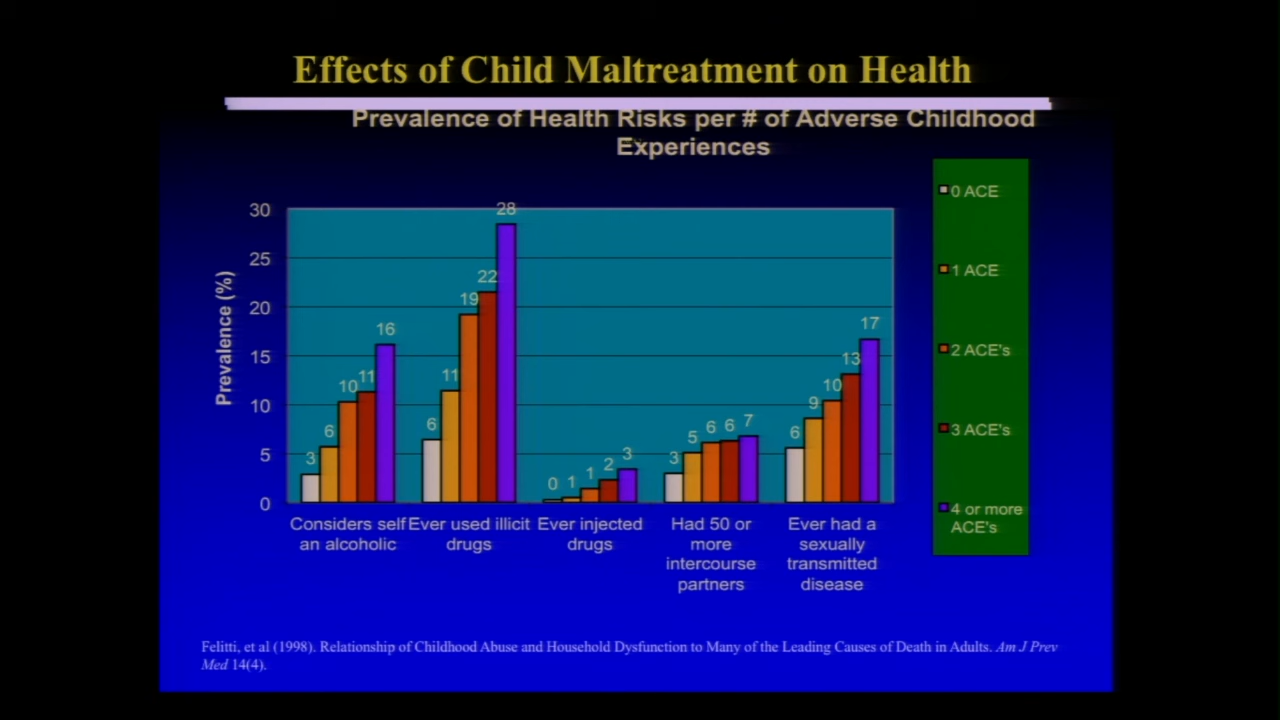 Effects of Child Maltreatment on Health
Prevalence of Health Risks per # of Adverse Childhood
Experiences
Prevalence (%)
30
25
20
15
10
5
0
3
6
10
11
16
6
11
19
22
28
0
1
1
2
3
3
5
6
6
7
6
9
10
13
17
Considers self
an alcoholic
Ever used illicit
drugs
Ever injected
drugs
Had 50 or
more
intercourse
partners
Ever had a
sexually
transmitted
disease
0 ACE
1 ACE
2 ACE's
3 ACE's
4 or more
ACE's
Felitti, et al (1998). Relationship of Childhood Abuse and Household Dysfunction to Many of the Leading Causes of Death in Adults. Am J Prev
Med 14(4).